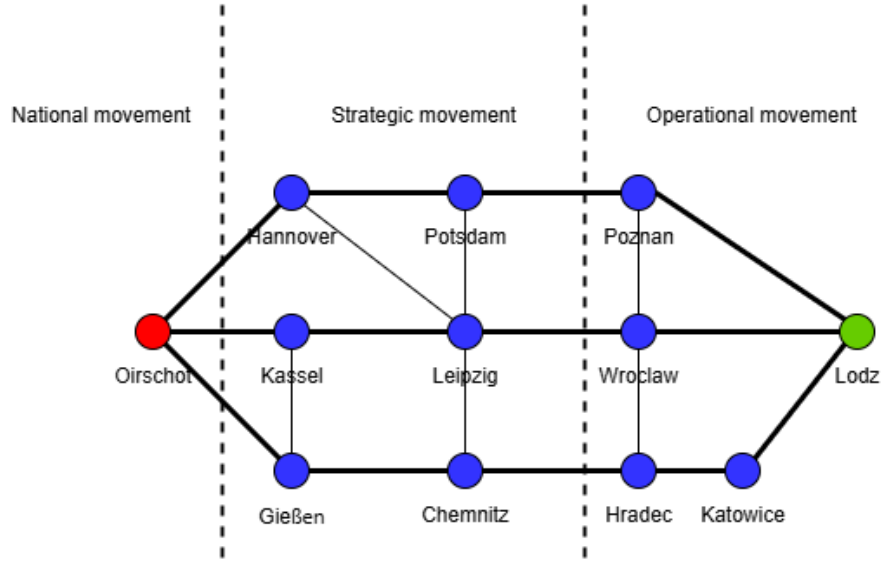 National movement
Strategic movement
Operational movement
Hannover
Potsdam
Poznan
Oirschot
Kassel
Leipzig
Wroclaw
Lodz
Gießen
Chemnitz
Hradec
Katowice